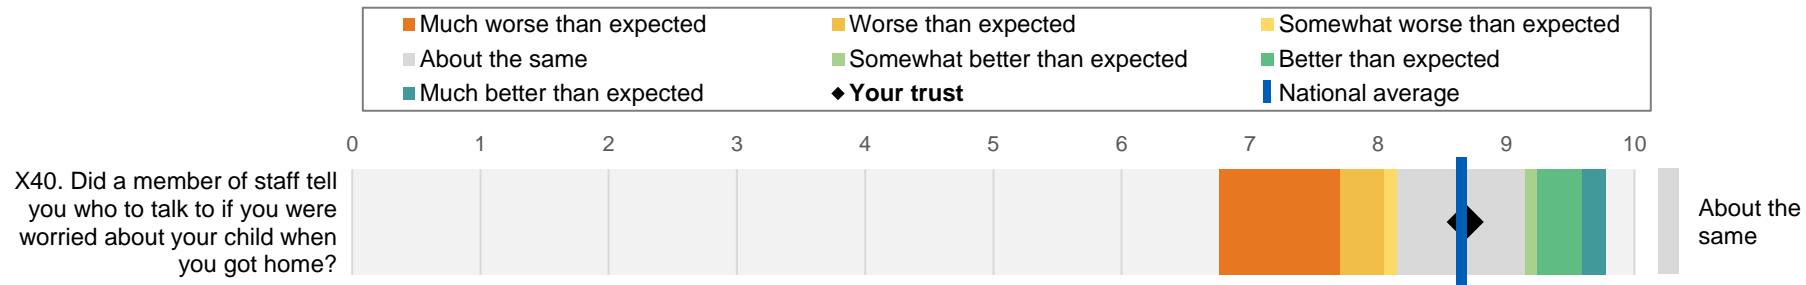 Much worse than expected Worse than expected Somewhat worse than expected
About the same Somewhat better than expected Better than expected
Much better than expected Your trust National average
0 1 2 3 4 5 6 7 8 9 10
X40. Did a member of staff tell
you who to talk to if you were
worried about your child when
you got home?
About the
same